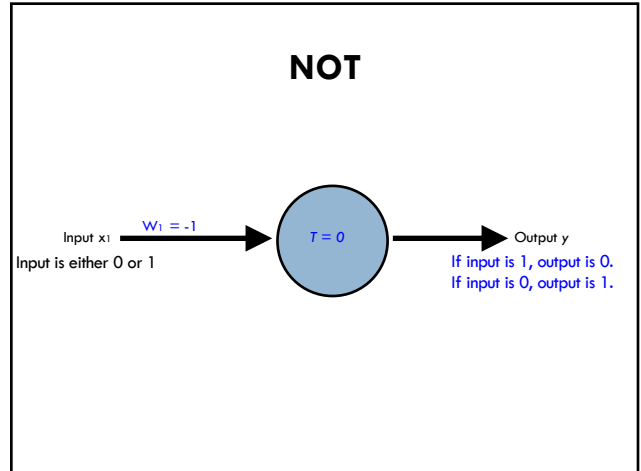 NOT
W₁ = -1
T = 0
Input x₁
Output y
Input is either 0 or 1
If input is 1, output is 0.
If input is 0, output is 1.